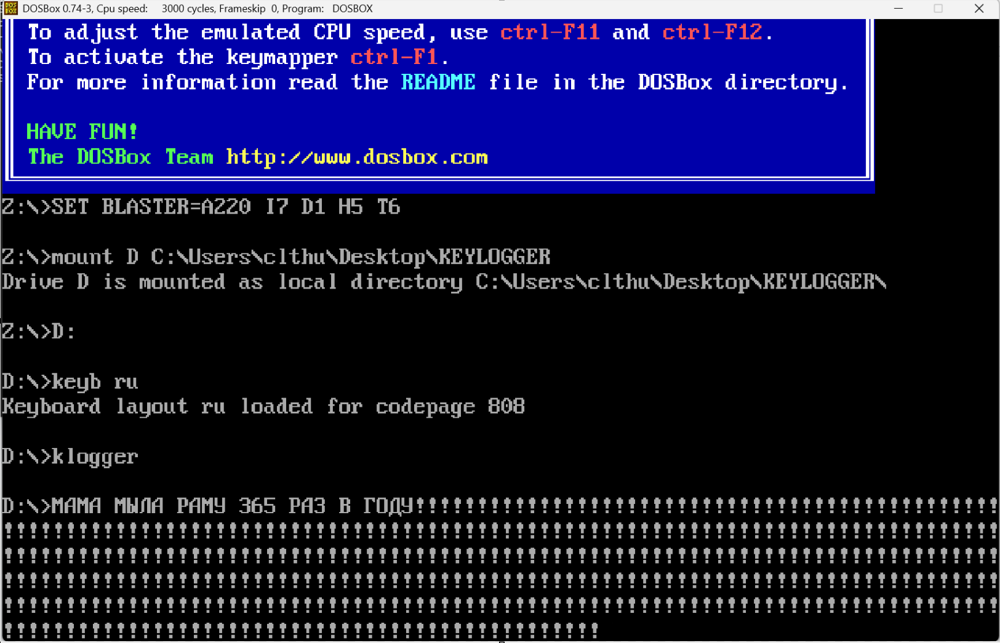 DOSBox 0.74-3, Cpu speed: 3000 cycles, Frameskip 0, Program: DOSBOX
To adjust the emulated CPU speed, use ctrl-F11 and ctrl-F12.
To activate the keymapper ctrl-F1.
For more information read the README file in the DOSBox directory.
HAVE FUN!
The DOSBox Team http://www.dosbox.com
Z:\>SET BLASTER=A220 I7 D1 H5 T6
Z:\>mount D C:\Users\clthu\Desktop\KEYLOGGER
Drive D is mounted as local directory C:\Users\clthu\Desktop\KEYLOGGER\
Z:\>D:
D:\>keyb ru
Keyboard layout ru loaded for codepage 808
D:\>klogger
D:\>МАМА МЫЛА РАМУ 365 РАЗ В ГОДУ!!!!!!!!!!!!!!!!!!!!!!!!!!!!!!!!!!!!!!!!!!!!!!!
!!!!!!!!!!!!!!!!!!!!!!!!!!!!!!!!!!!!!!!!!!!!!!!!!!!!!!!!!!!!!!!!!!!!!!!!!!!!!!!!
!!!!!!!!!!!!!!!!!!!!!!!!!!!!!!!!!!!!!!!!!!!!!!!!!!!!!!!!!!!!!!!!!!!!!!!!!!!!!!!!
!!!!!!!!!!!!!!!!!!!!!!!!!!!!!!!!!!!!!!!!!!!!!!!!!!!!!!!!!!!!!!!!!!!!!!!!!!!!!!!!
!!!!!!!!!!!!!!!!!!!!!!!!!!!!!!!!!!!!!!!!!!!!!!!!!!!!!!!!!!!!!!!!!!!!!!!!!!!!!!!!
!!!!!!!!!!!!!!!!!!!!!!!!!!!!!!!!!!!!!!!!!!!!!!!!